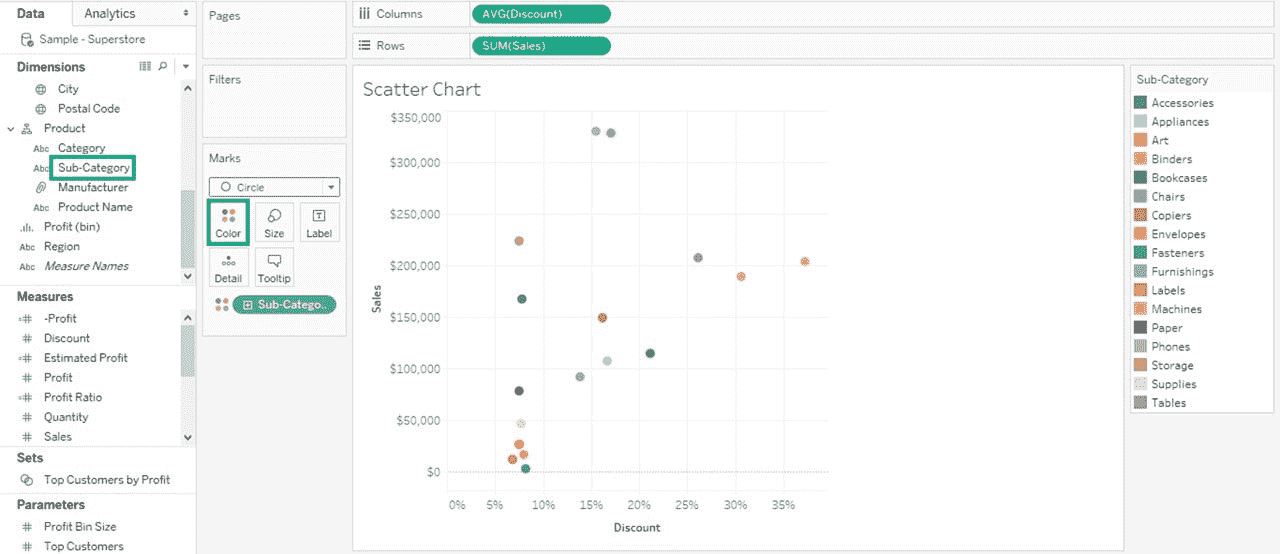 Data
Analytics
Sample - Superstore
Dimensions
City
Postal Code
Product
Abc Category
Abc Sub-Category
Manufacturer
Abc Product Name
Profit (bin)
Abc Region
Abc Measure Names
Measures
=# -Profit
# Discount
=# Estimated Profit
# Profit
=# Profit Ratio
# Quantity
# Sales
Sets
Top Customers by Profit
Parameters
# Profit Bin Size
# Top Customers
Pages
Filters
Marks
Circle
Color
Size
T
Label
Detail
Tooltip
Sub-Catego..
Columns
AVG(Discount)
Rows
SUM(Sales)
Scatter Chart
$350,000
$300,000
$250,000
$200,000
$150,000
$100,000
$50,000
$0
Sales
0% 5% 10% 15% 20% 25% 30% 35%
Discount
Sub-Category
Accessories
Appliances
Art
Binders
Bookcases
Chairs
Copiers
Envelopes
Fasteners
Furnishings
Labels
Machines
Paper
Phones
Storage
Supplies
Tables